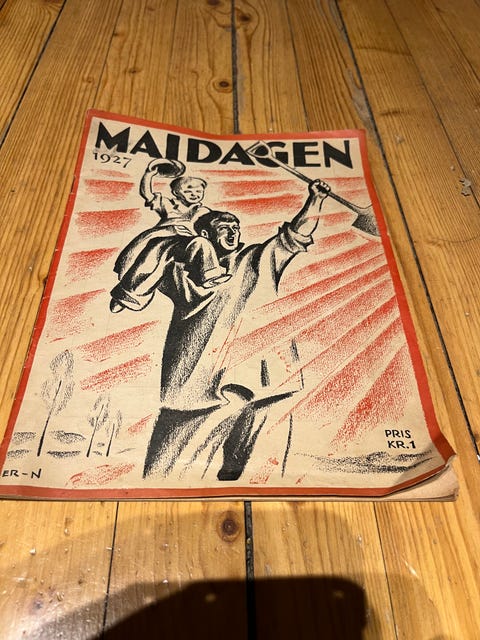 MAIDAGEN
1927
PRIS
KR.1
ER-N